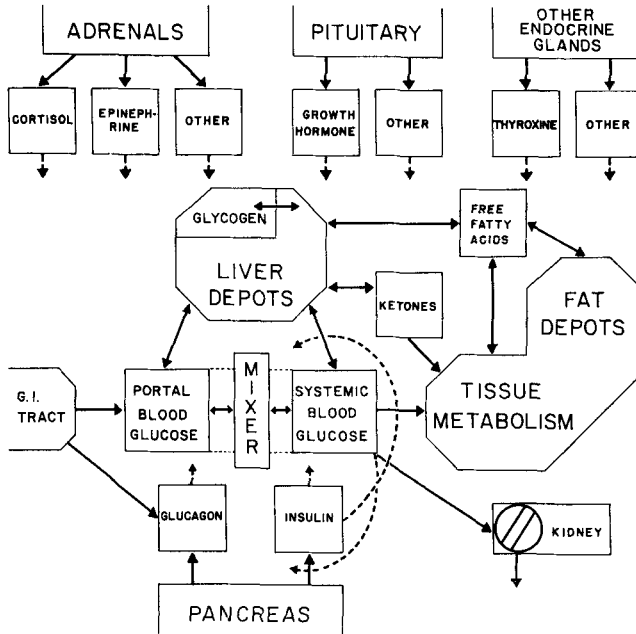 ADRENALS
PITUITARY
OTHER
ENDOCRINE
GLANDS
CORTISOL
EPINEPH-
RINE
OTHER
GROWTH
HORMONE
OTHER
THYROXINE
OTHER
GLYCOGEN
LIVER
DEPOTS
FREE
FATTY
ACIDS
KETONES
FAT
DEPOTS
TISSUE
METABOLISM
G.I.
TRACT
PORTAL
BLOOD
GLUCOSE
MIXER
SYSTEMIC
BLOOD
GLUCOSE
GLUCAGON
INSULIN
KIDNEY
PANCREAS